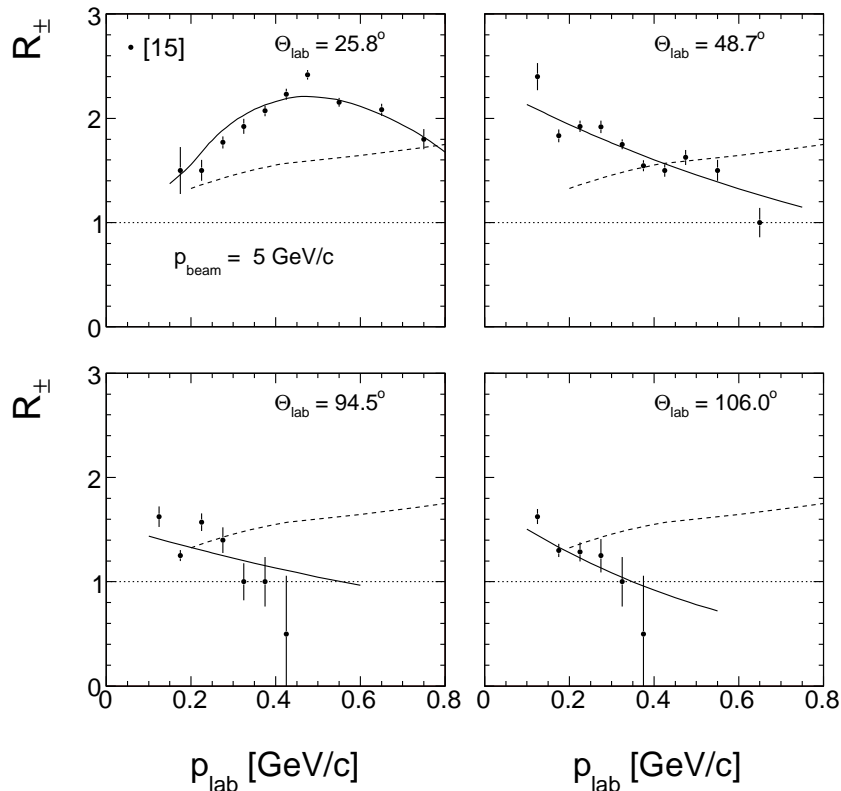 R±
3
2
1
0
• [15]
Θlab = 25.8°
pbeam = 5 GeV/c
Θlab = 48.7°
R±
3
2
1
0
Θlab = 94.5°
Θlab = 106.0°
0 0.2 0.4 0.6 0.8
0 0.2 0.4 0.6 0.8
plab [GeV/c]
plab [GeV/c]